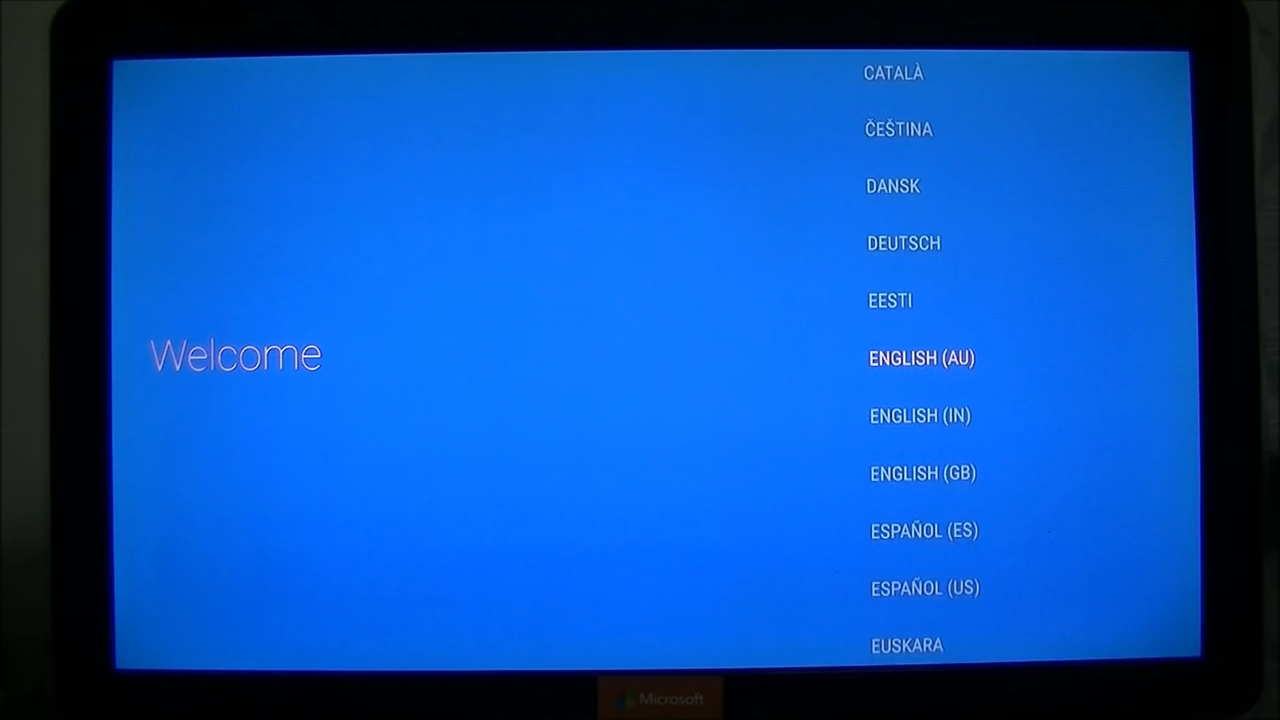 Welcome
CATALÀ
ČEŠTINA
DANSK
DEUTSCH
EESTI
ENGLISH (AU)
ENGLISH (IN)
ENGLISH (GB)
ESPAÑOL (ES)
ESPAÑOL (US)
EUSKARA
Microsoft